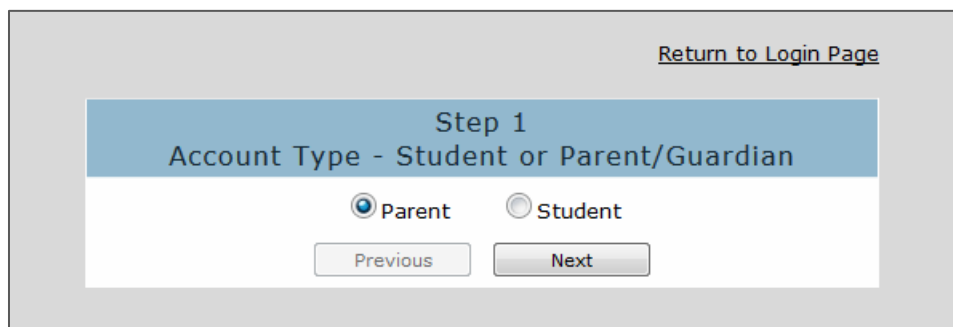 Return to Login Page
Step 1
Account Type - Student or Parent/Guardian
Parent Student
Previous Next